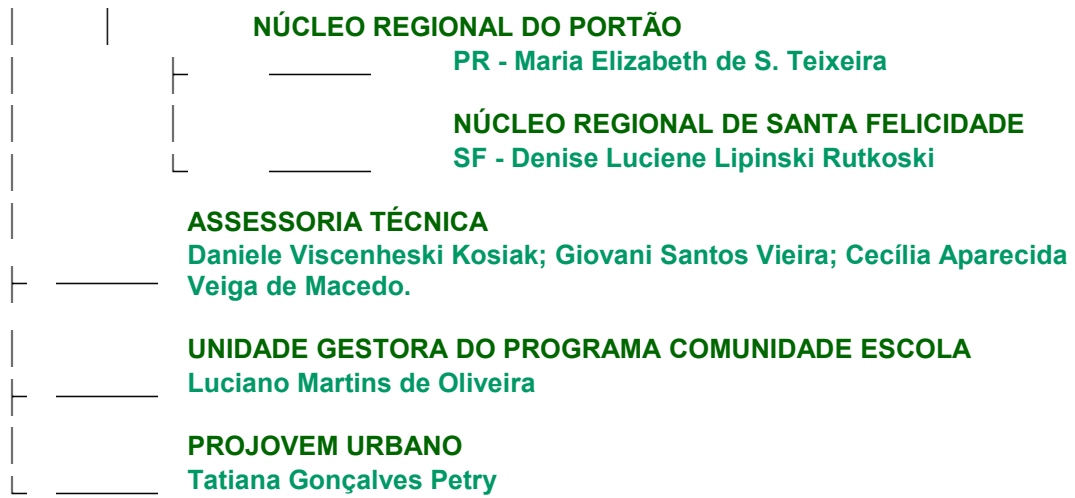 NÚCLEO REGIONAL DO PORTÃO
PR - Maria Elizabeth de S. Teixeira
NÚCLEO REGIONAL DE SANTA FELICIDADE
SF - Denise Luciene Lipinski Rutkoski
ASSESSORIA TÉCNICA
Daniele Viscenheski Kosiak; Giovani Santos Vieira; Cecília Aparecida
Veiga de Macedo.
UNIDADE GESTORA DO PROGRAMA COMUNIDADE ESCOLA
Luciano Martins de Oliveira
PROJOVEM URBANO
Tatiana Gonçalves Petry